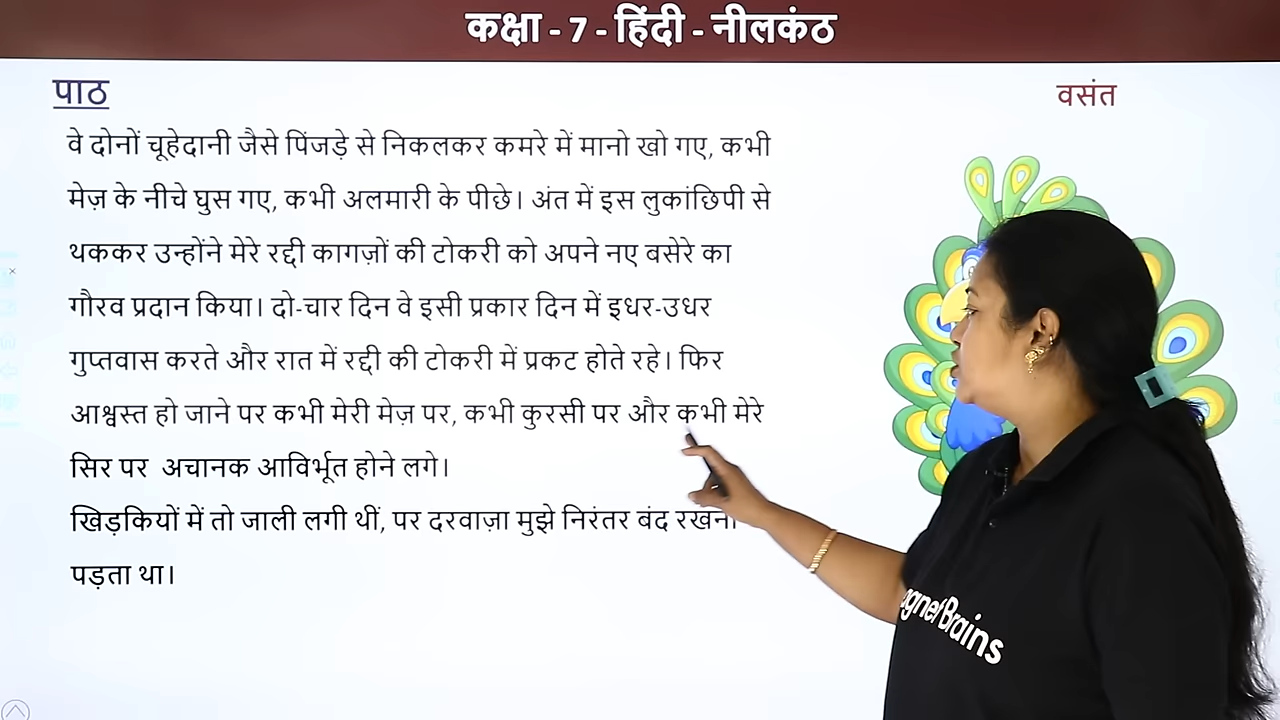 कक्षा - 7 - हिंदी - नीलकंठ
पाठ
वसंत
वे दोनों चूहेदानी जैसे पिंजड़े से निकलकर कमरे में मानो खो गए, कभी
मेज़ के नीचे घुस गए, कभी अलमारी के पीछे। अंत में इस लुकांछिपी से
थककर उन्होंने मेरे रद्दी कागज़ों की टोकरी को अपने नए बसेरे का
गौरव प्रदान किया। दो-चार दिन वे इसी प्रकार दिन में इधर-उधर
गुप्तवास करते और रात में रद्दी की टोकरी में प्रकट होते रहे। फिर
आश्वस्त हो जाने पर कभी मेरी मेज़ पर, कभी कुरसी पर और कभी मेरे
सिर पर अचानक आविर्भूत होने लगे।
खिड़कियों में तो जाली लगी थीं, पर दरवाज़ा मुझे निरंतर बंद रखना
पड़ता था।
Brains